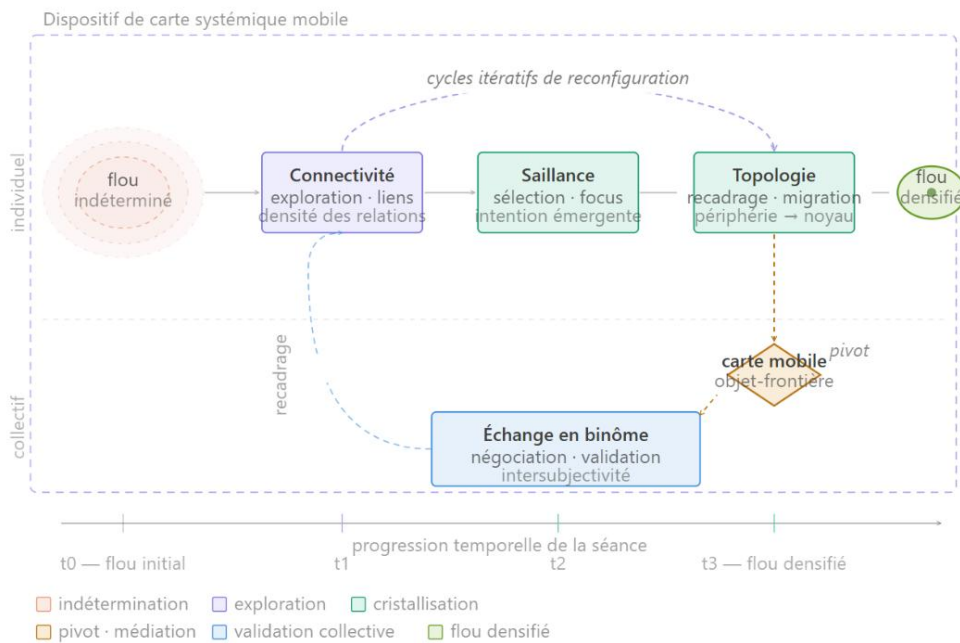 Dispositif de carte systémique mobile
cycles itératifs de reconfiguration
individuel
flou
indéterminé
Connectivité
exploration · liens
densité des relations
Saillance
sélection · focus
intention émergente
Topologie
recadrage · migration
périphérie → noyau
flou
densifié
recadrage
carte mobile
objet-frontière
pivot
collectif
Échange en binôme
négociation · validation
intersubjectivité
progression temporelle de la séance
t0 — flou initial
t1
t2
t3 — flou densifié
indétermination
exploration
cristallisation
pivot · médiation
validation collective
flou densifié